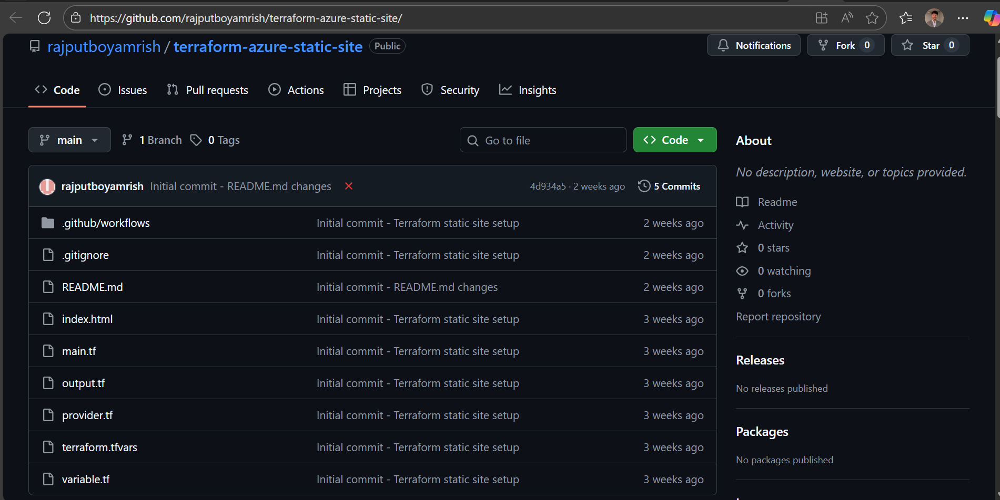 https://github.com/rajputboyamrish/terraform-azure-static-site/
rajputboyamrish / terraform-azure-static-site Public
Notifications Fork 0 Star 0
Code Issues Pull requests Actions Projects Security Insights
main 1 Branch 0 Tags Go to file Code
rajputboyamrish Initial commit - README.md changes 4d934a5 · 2 weeks ago 5 Commits
.github/workflows Initial commit - Terraform static site setup 2 weeks ago
.gitignore Initial commit - Terraform static site setup 2 weeks ago
README.md Initial commit - README.md changes 2 weeks ago
index.html Initial commit - Terraform static site setup 3 weeks ago
main.tf Initial commit - Terraform static site setup 3 weeks ago
output.tf Initial commit - Terraform static site setup 3 weeks ago
provider.tf Initial commit - Terraform static site setup 3 weeks ago
terraform.tfvars Initial commit - Terraform static site setup 3 weeks ago
variable.tf Initial commit - Terraform static site setup 3 weeks ago
About
No description, website, or topics provided.
Readme
Activity
0 stars
0 watching
0 forks
Report repository
Releases
No releases published
Packages
No packages published